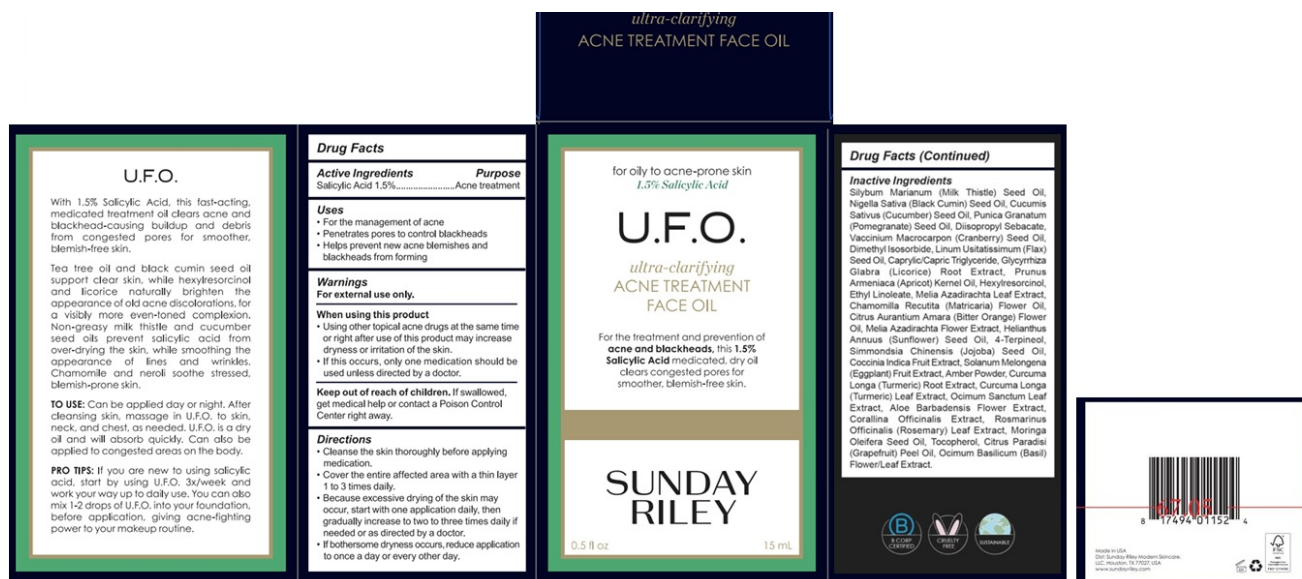 ultra-clarifying
ACNE TREATMENT FACE OIL
U.F.O.
With 1.5% Salicylic Acid, this fast-acting,
medicated treatment oil clears acne and
blackhead-causing buildup and debris
from congested pores for smoother,
blemish-free skin.
Tea tree oil and black cumin seed oil
support clear skin, while hexylresorcinol
and licorice naturally brighten the
appearance of old acne discolorations, for
a visibly more even-toned complexion.
Non-greasy milk thistle and cucumber
seed oils prevent salicylic acid from
over-drying the skin, while smoothing the
appearance of lines and wrinkles.
Chamomile and neroli soothe stressed,
blemish-prone skin.
TO USE: Can be applied day or night. After
cleansing skin, massage in U.F.O. to skin,
neck, and chest, as needed. U.F.O. is a dry
oil and will absorb quickly. Can also be
applied to congested areas on the body.
PRO TIPS: If you are new to using salicylic
acid, start by using U.F.O. 3x/week and
work your way up to daily use. You can also
mix 1-2 drops of U.F.O. into your foundation,
before application, giving acne-fighting
power to your makeup routine.
Drug Facts
Active Ingredients Purpose
Salicylic Acid 1.5%.......................Acne treatment
Uses
• For the management of acne
• Penetrates pores to control blackheads
• Helps prevent new acne blemishes and
blackheads from forming
Warnings
For external use only.
When using this product
• Using other topical acne drugs at the same time
or right after use of this product may increase
dryness or irritation of the skin.
• If this occurs, only one medication should be
used unless directed by a doctor.
Keep out of reach of children. If swallowed,
get medical help or contact a Poison Control
Center right away.
Directions
• Cleanse the skin thoroughly before applying
medication.
• Cover the entire affected area with a thin layer
1 to 3 times daily.
• Because excessive drying of the skin may
occur, start with one application daily, then
gradually increase to two to three times daily if
needed or as directed by a doctor.
• If bothersome dryness occurs, reduce application
to once a day or every other day.
for oily to acne-prone skin
1.5% Salicylic Acid
U.F.O.
ultra-clarifying
ACNE TREATMENT
FACE OIL
For the treatment and prevention of
acne and blackheads, this 1.5%
Salicylic Acid medicated, dry oil
clears congested pores for
smoother, blemish-free skin.
SUNDAY
RILEY
0.5 fl oz 15 mL
Drug Facts (Continued)
Inactive Ingredients
Silybum Marianum (Milk Thistle) Seed Oil,
Nigella Sativa (Black Cumin) Seed Oil, Cucumis
Sativus (Cucumber) Seed Oil, Punica Granatum
(Pomegranate) Seed Oil, Diisopropyl Sebacate,
Vaccinium Macrocarpon (Cranberry) Seed Oil,
Dimethyl Isosorbide, Linum Usitatissimum (Flax)
Seed Oil, Caprylic/Capric Triglyceride, Glycyrrhiza
Glabra (Licorice) Root Extract, Prunus
Armeniaca (Apricot) Kernel Oil, Hexylresorcinol,
Ethyl Linoleate, Melia Azadirachta Leaf Extract,
Chamomilla Recutita (Matricaria) Flower Oil,
Citrus Aurantium Amara (Bitter Orange) Flower
Oil, Melia Azadirachta Flower Extract, Helianthus
Annuus (Sunflower) Seed Oil, 4-Terpineol,
Simmondsia Chinensis (Jojoba) Seed Oil,
Coccinia Indica Fruit Extract, Solanum Melongena
(Eggplant) Fruit Extract, Amber Powder, Curcuma
Longa (Turmeric) Root Extract, Curcuma Longa
(Turmeric) Leaf Extract, Ocimum Sanctum Leaf
Extract, Aloe Barbadensis Flower Extract,
Corallina Officinalis Extract, Rosmarinus
Officinalis (Rosemary) Leaf Extract, Moringa
Oleifera Seed Oil, Tocopherol, Citrus Paradisi
(Grapefruit) Peel Oil, Ocimum Basilicum (Basil)
Flower/Leaf Extract.
B
B CORP
CERTIFIED
CRUELTY
FREE
SUSTAINABLE
8 17494 01152 4
Made in USA
Dist: Sunday Riley Modern Skincare,
LLC, Houston, TX 77027, USA
www.sundayriley.com
FSC